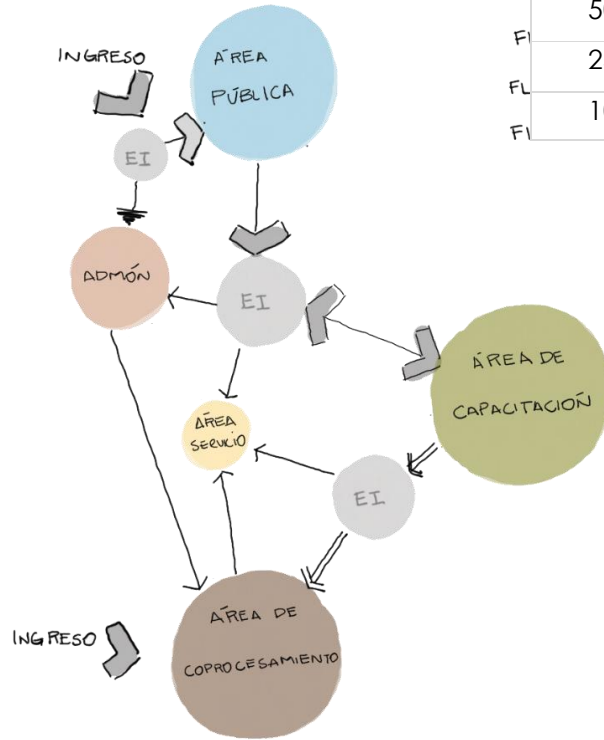 INGRESO
ÁREA
PÚBLICA
EI
ADMÓN
EI
ÁREA DE
CAPACITACIÓN
ÁREA
SERVICIO
EI
ÁREA DE
COPROCESAMIENTO
INGRESO